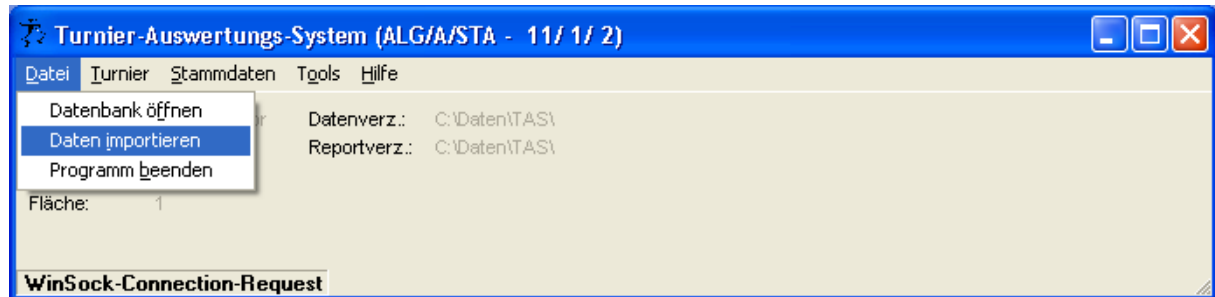 Turnier-Auswertungs-System (ALG/A/STA - 11/ 1/ 2)
Datei Turnier Stammdaten Tools Hilfe
Datenbank öffnen
Datenverz.: C:\Daten\TAS\
Daten importieren
Reportverz.: C:\Daten\TAS\
Programm beenden
Fläche: 1
WinSock-Connection-Request